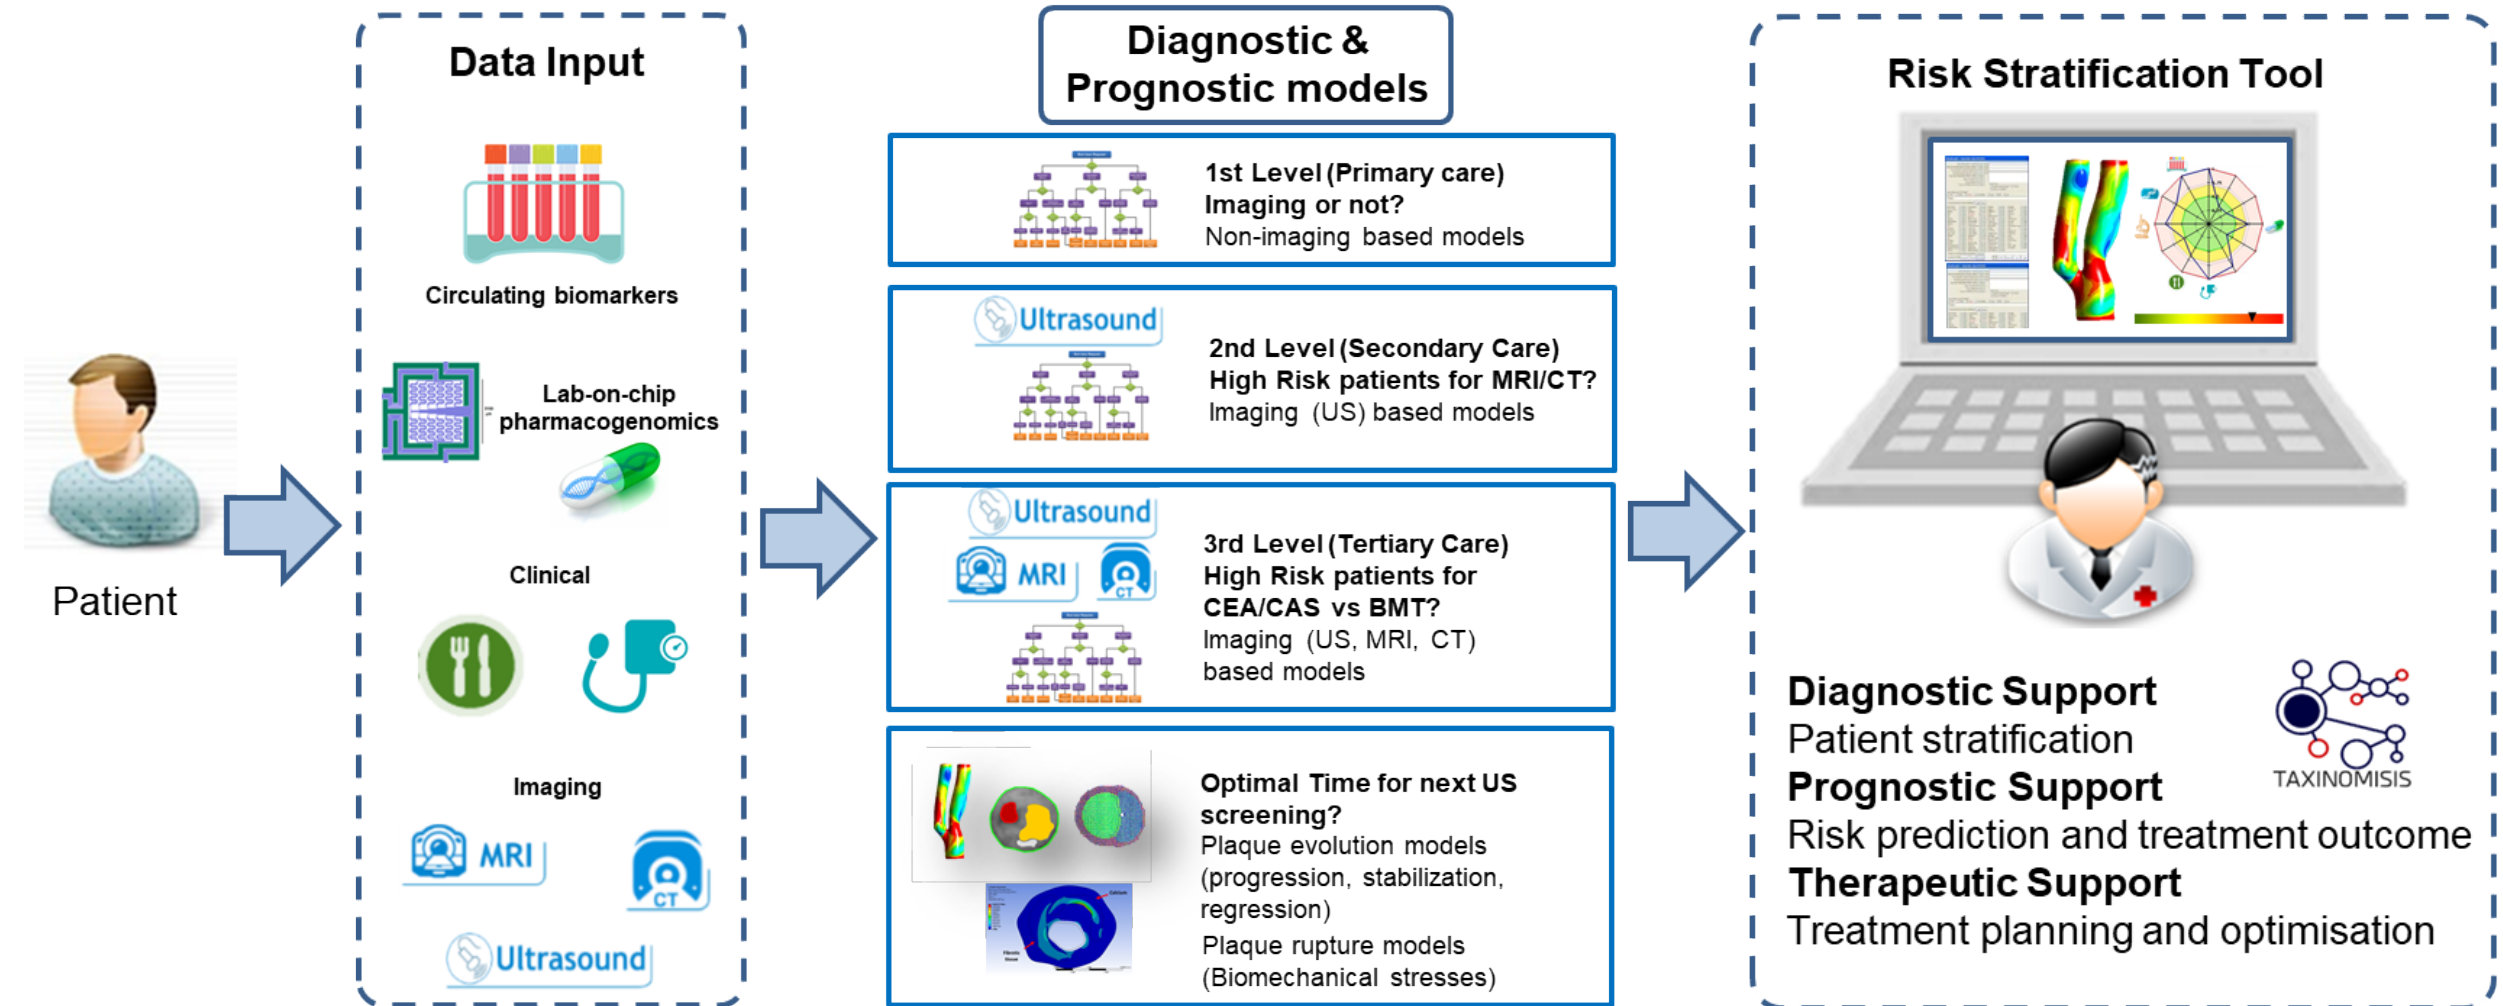 Patient
Data Input
Circulating biomarkers
Lab-on-chip
pharmacogenomics
Clinical
Imaging
MRI
CT
Ultrasound
Diagnostic &
Prognostic models
1st Level (Primary care)
Imaging or not?
Non-imaging based models
Ultrasound
2nd Level (Secondary Care)
High Risk patients for MRI/CT?
Imaging (US) based models
Ultrasound
MRI
CT
3rd Level (Tertiary Care)
High Risk patients for
CEA/CAS vs BMT?
Imaging (US, MRI, CT)
based models
Optimal Time for next US
screening?
Plaque evolution models
(progression, stabilization,
regression)
Plaque rupture models
(Biomechanical stresses)
Calcium
Fibrotic
tissue
Risk Stratification Tool
Diagnostic Support
Patient stratification
Prognostic Support
Risk prediction and treatment outcome
Therapeutic Support
Treatment planning and optimisation
TAXINOMISIS